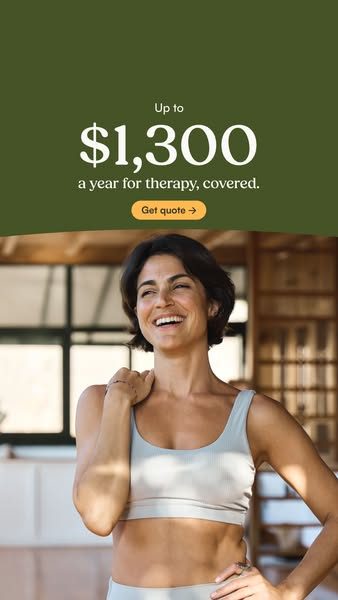 Up to
$1,300
a year for therapy, covered.
Get quote →